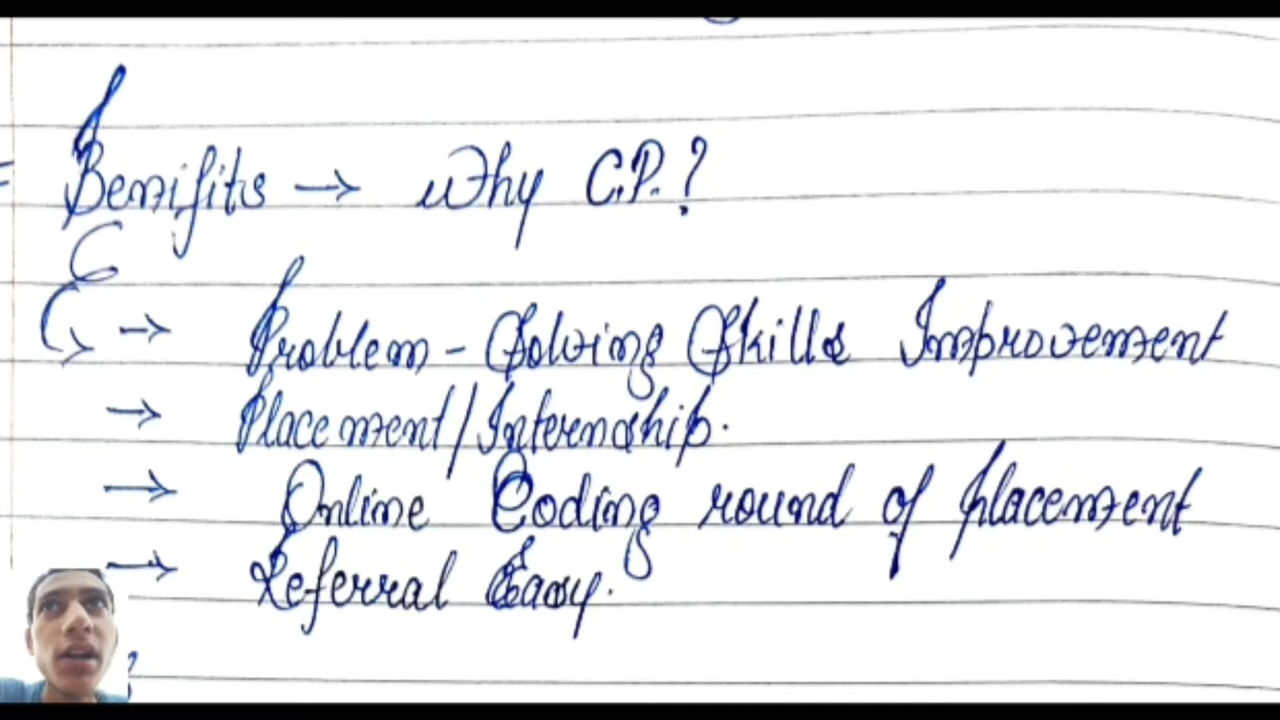 Benifits → Why C.P.?
→ Problem - Solving Skills Improvement
→ Placement/Internship.
→ Online Coding round of placement
→ Referral Easy.